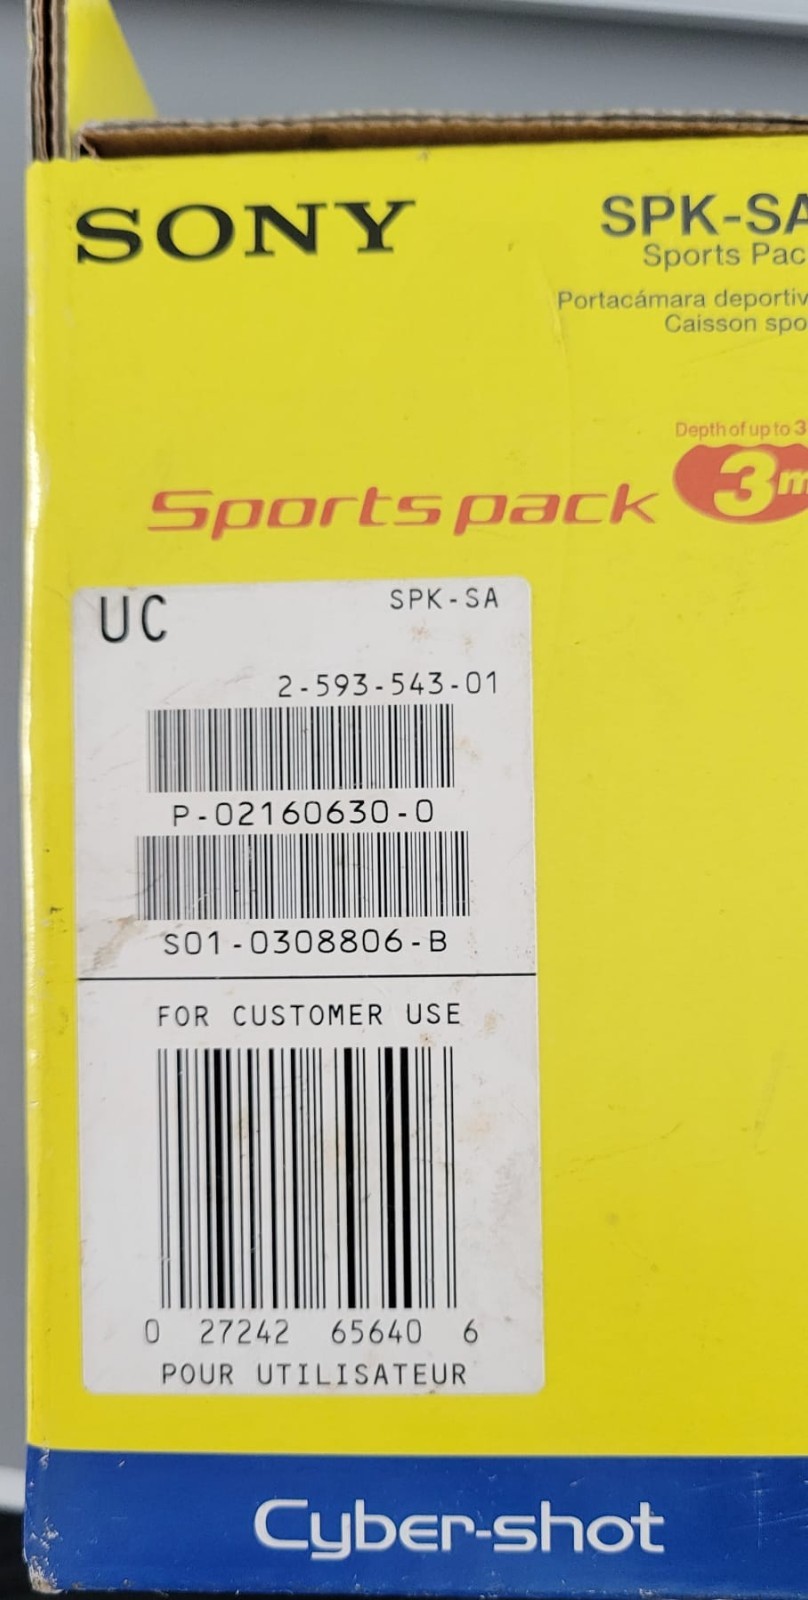 SONY
SPK-SA
Sports Pac
Portacámara deportiv
Caisson spo
Depth of up to 3
Sports pack
3m
UC
SPK-SA
2-593-543-01
P-02160630-0
S01-0308806-B
FOR CUSTOMER USE
0 27242 65640 6
POUR UTILISATEUR
Cyber-shot